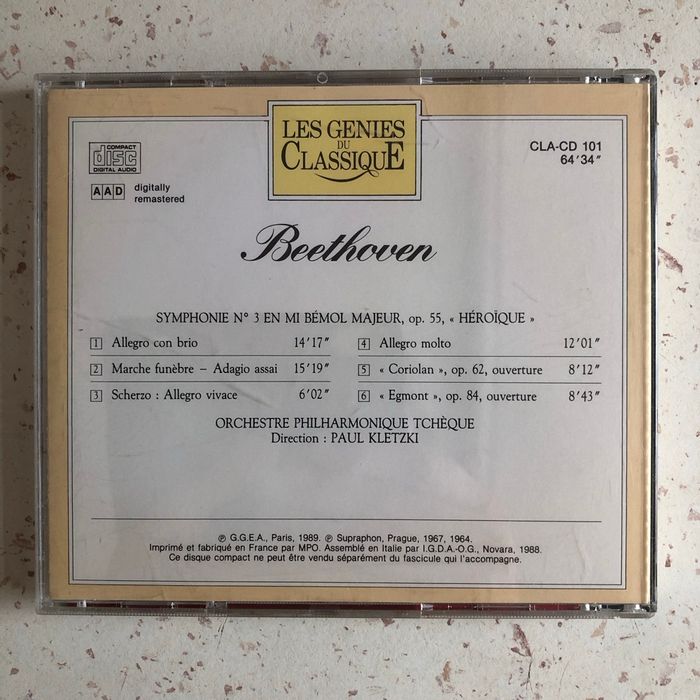 LES GENIES
DU
CLASSIQUE
COMPACT
disc
DIGITAL AUDIO
AAD digitally
remastered
CLA-CD 101
64'34"
Beethoven
SYMPHONIE N° 3 EN MI BÉMOL MAJEUR, op. 55, « HÉROÏQUE »
1 Allegro con brio 14'17"
2 Marche funèbre – Adagio assai 15'19"
3 Scherzo : Allegro vivace 6'02"
4 Allegro molto 12'01"
5 « Coriolan », op. 62, ouverture 8'12"
6 « Egmont », op. 84, ouverture 8'43"
ORCHESTRE PHILHARMONIQUE TCHÈQUE
Direction : PAUL KLETZKI
℗ G.G.E.A., Paris, 1989. ℗ Supraphon, Prague, 1967, 1964.
Imprimé et fabriqué en France par MPO. Assemblé en Italie par I.G.D.A.-O.G., Novara, 1988.
Ce disque compact ne peut être vendu séparément du fascicule qui l'accompagne.